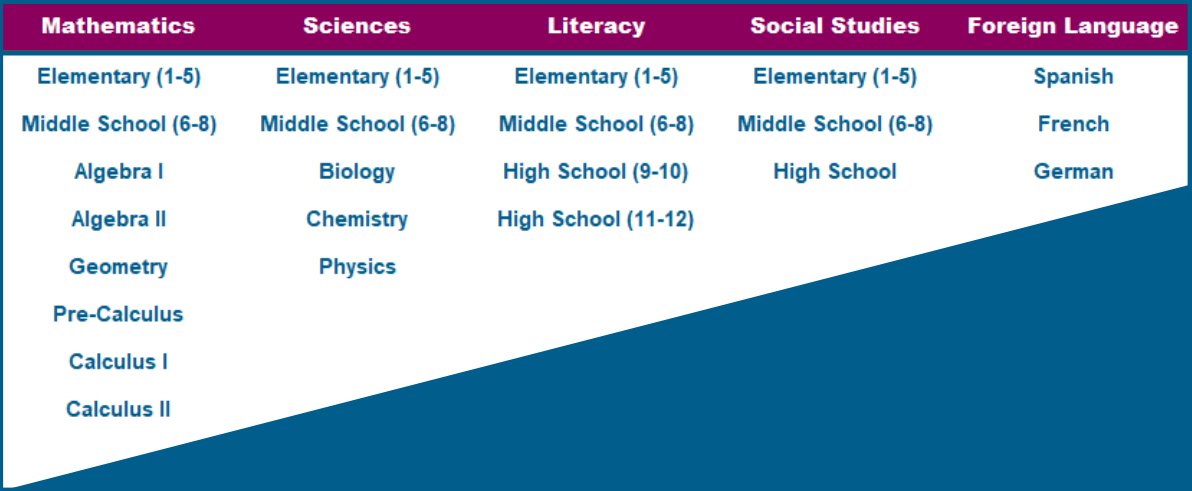 Mathematics Sciences Literacy Social Studies Foreign Language
Elementary (1-5) Elementary (1-5) Elementary (1-5) Elementary (1-5) Spanish
Middle School (6-8) Middle School (6-8) Middle School (6-8) Middle School (6-8) French
Algebra I Biology High School (9-10) High School German
Algebra II Chemistry High School (11-12)
Geometry Physics
Pre-Calculus
Calculus I
Calculus II